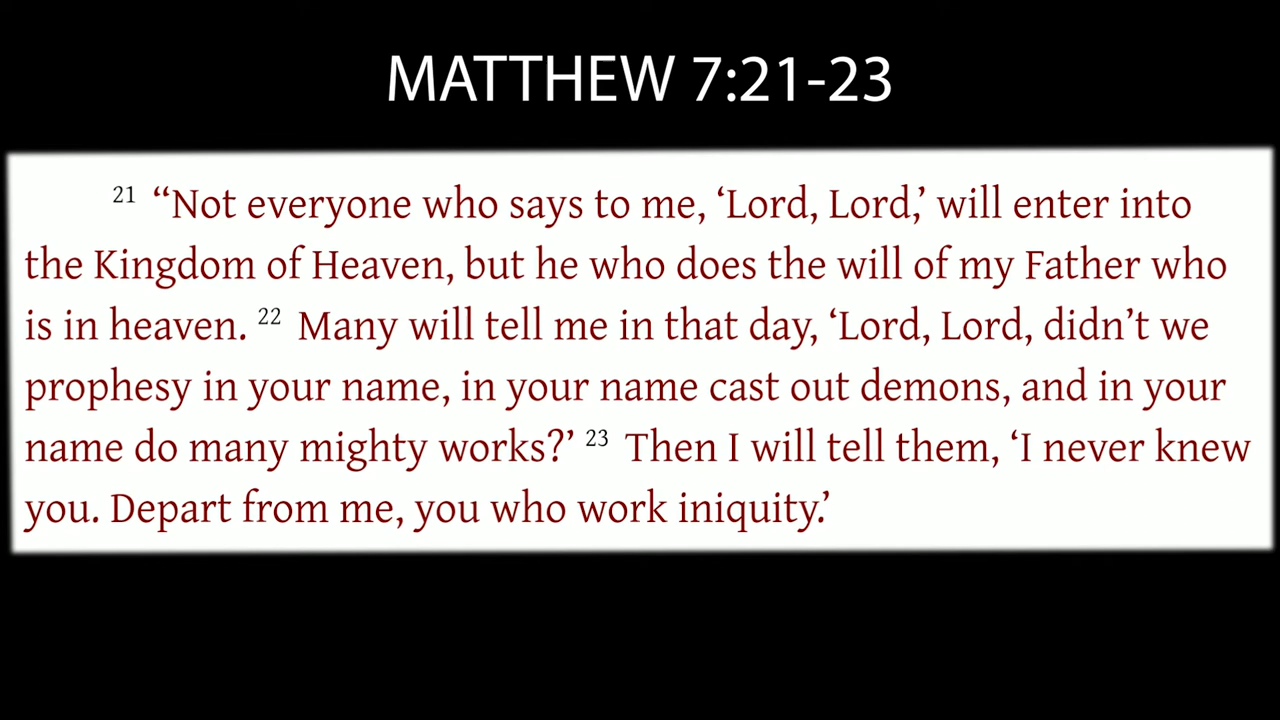 MATTHEW 7:21-23
21 “Not everyone who says to me, ‘Lord, Lord,’ will enter into
the Kingdom of Heaven, but he who does the will of my Father who
is in heaven. 22 Many will tell me in that day, ‘Lord, Lord, didn’t we
prophesy in your name, in your name cast out demons, and in your
name do many mighty works?’ 23 Then I will tell them, ‘I never knew
you. Depart from me, you who work iniquity.’